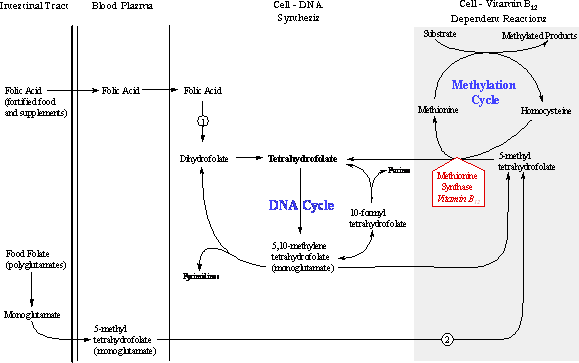 Intestinal Tract
Blood Plasma
Cell - DNA
Synthesis
Cell - Vitamin B12
Dependent Reactions
Substrate
Methylated Products
Methylation
Cycle
Folic Acid
(fortified food
and supplements)
Folic Acid
Folic Acid
Methionine
Homocysteine
1
Dihydrofolate
Tetrahydrofolate
Purines
5-methyl
tetrahydrofolate
Methionine
Synthase
Vitamin B12
DNA Cycle
10-formyl
tetrahydrofolate
Food Folate
(polyglutamates)
5,10-methylene
tetrahydrofolate
(monoglutamate)
Pyrimidines
Monoglutamate
5-methyl
tetrahydrofolate
(monoglutamate)
2